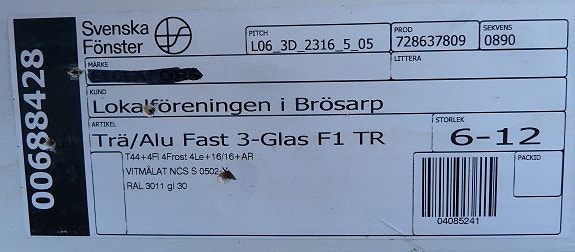 00688428
Svenska
Fönster
PITCH
L06_3D_2316_5_05
PROD
728637809
SEKVENS
0890
MÄRKE
LITTERA
KUND
Lokalföreningen i Brösarp
ARTIKEL
Trä/Alu Fast 3-Glas F1 TR
STORLEK
6-12
T44+4Fl 4Frost 4Le+16/16+AR
VITMÅLAT NCS S 0502-Y
RAL 3011 gl 30
PACKID
04085241